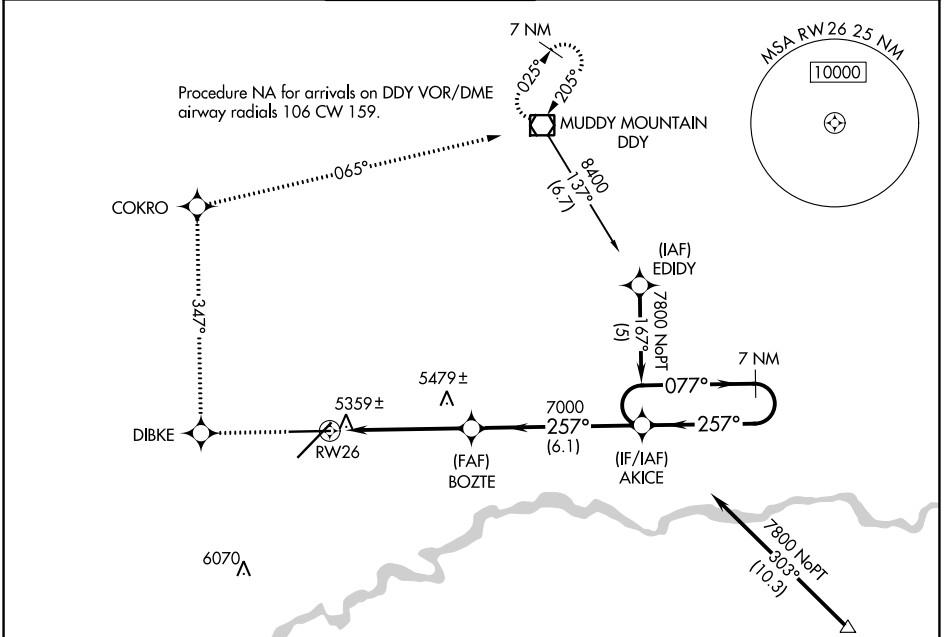 7 NM
025°
205°
MSA RW26 25 NM
10000
Procedure NA for arrivals on DDY VOR/DME
airway radials 106 CW 159.
MUDDY MOUNTAIN
DDY
8400
137°
(6.7)
065°
COKRO
(IAF)
EDIDY
7800 NoPT
167°
(5)
347°
7 NM
077°
257°
5479±
5359±
7000
257°
(6.1)
DIBKE
RW26
(FAF)
BOZTE
(IF/IAF)
AKICE
7800 NoPT
303°
(10.3)
6070